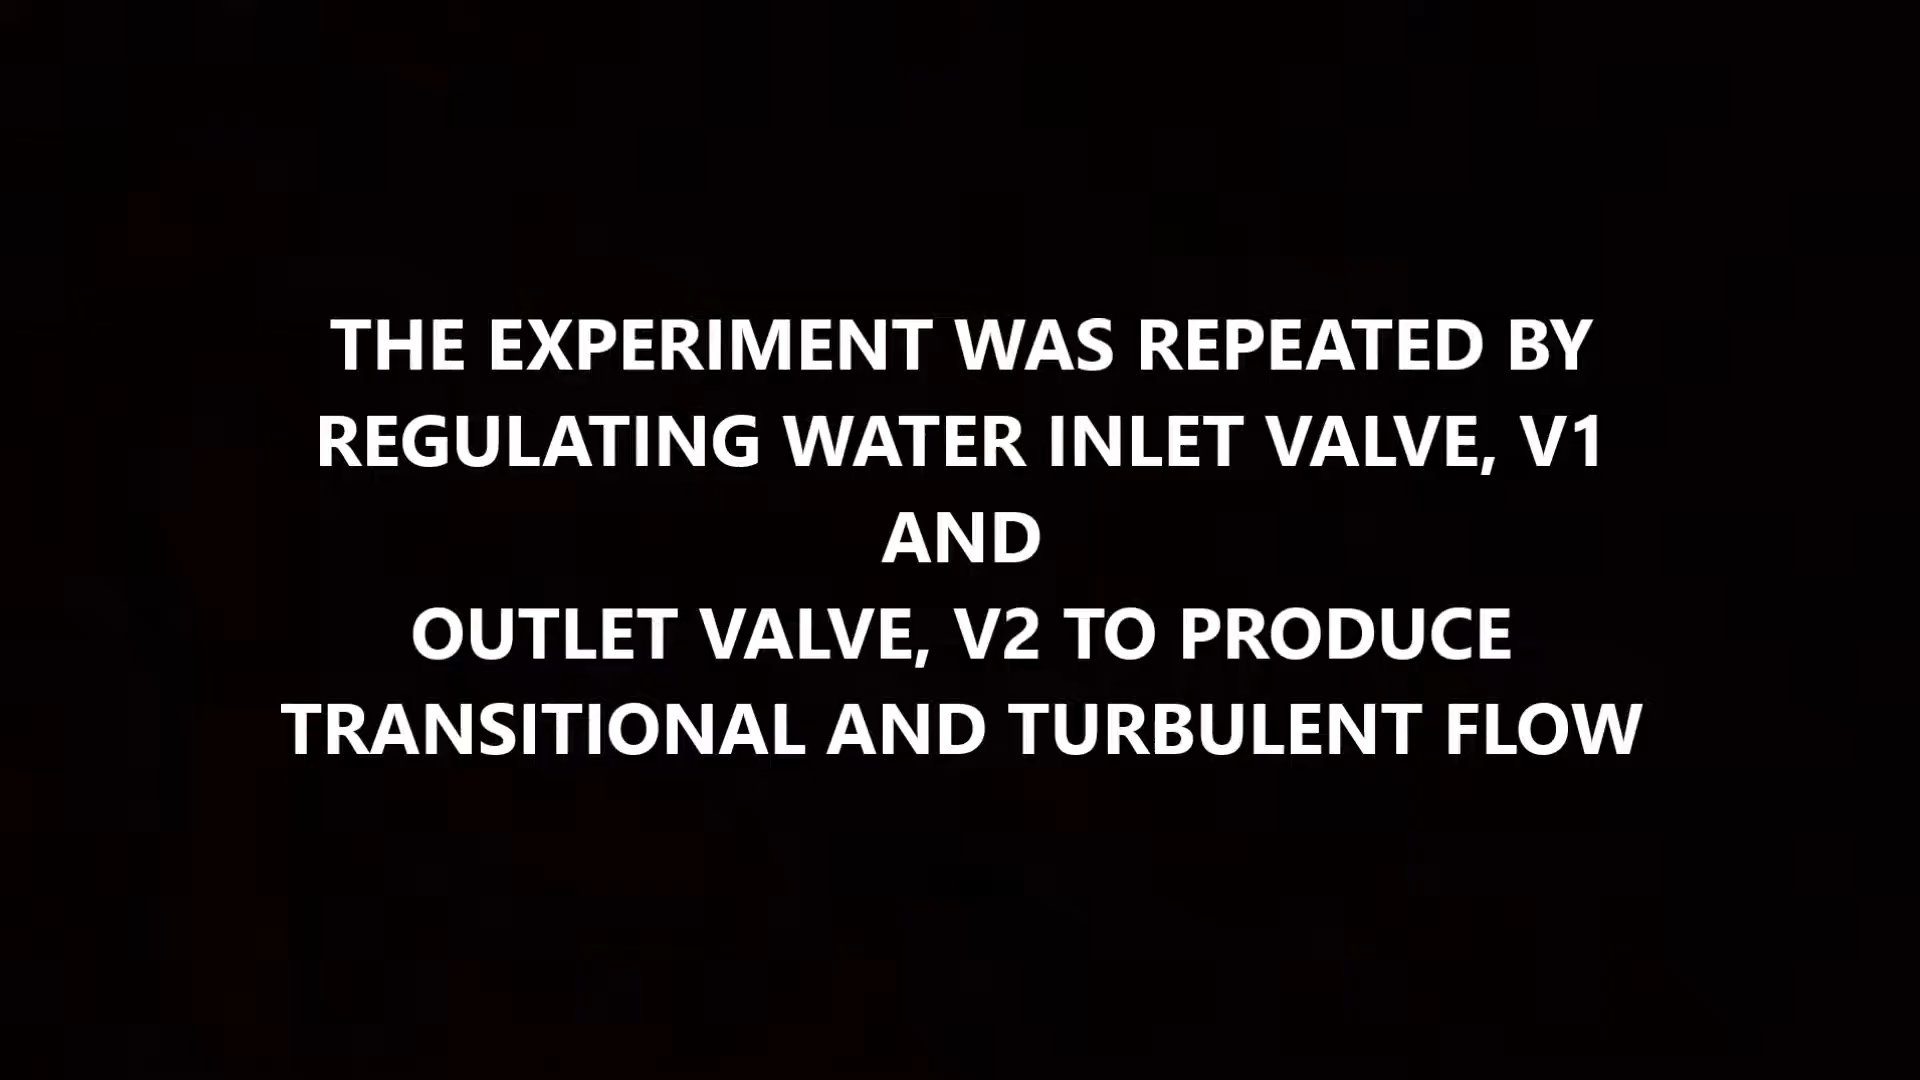 THE EXPERIMENT WAS REPEATED BY
REGULATING WATER INLET VALVE, V1
AND
OUTLET VALVE, V2 TO PRODUCE
TRANSITIONAL AND TURBULENT FLOW